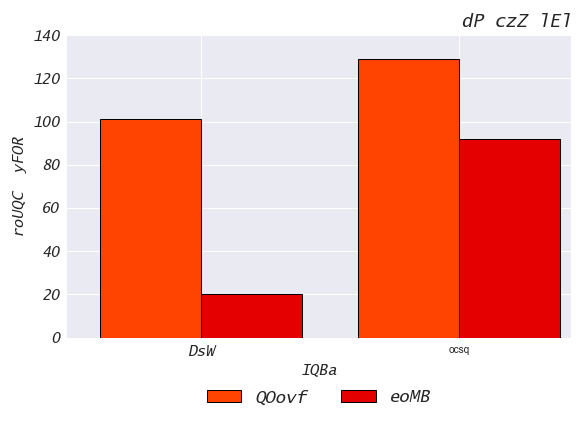 dP czZ lEl
140
120
100
80
60
40
20
0
roUQC  yFOR
DsW
ocsq
IQBa
QOovf
eoMB